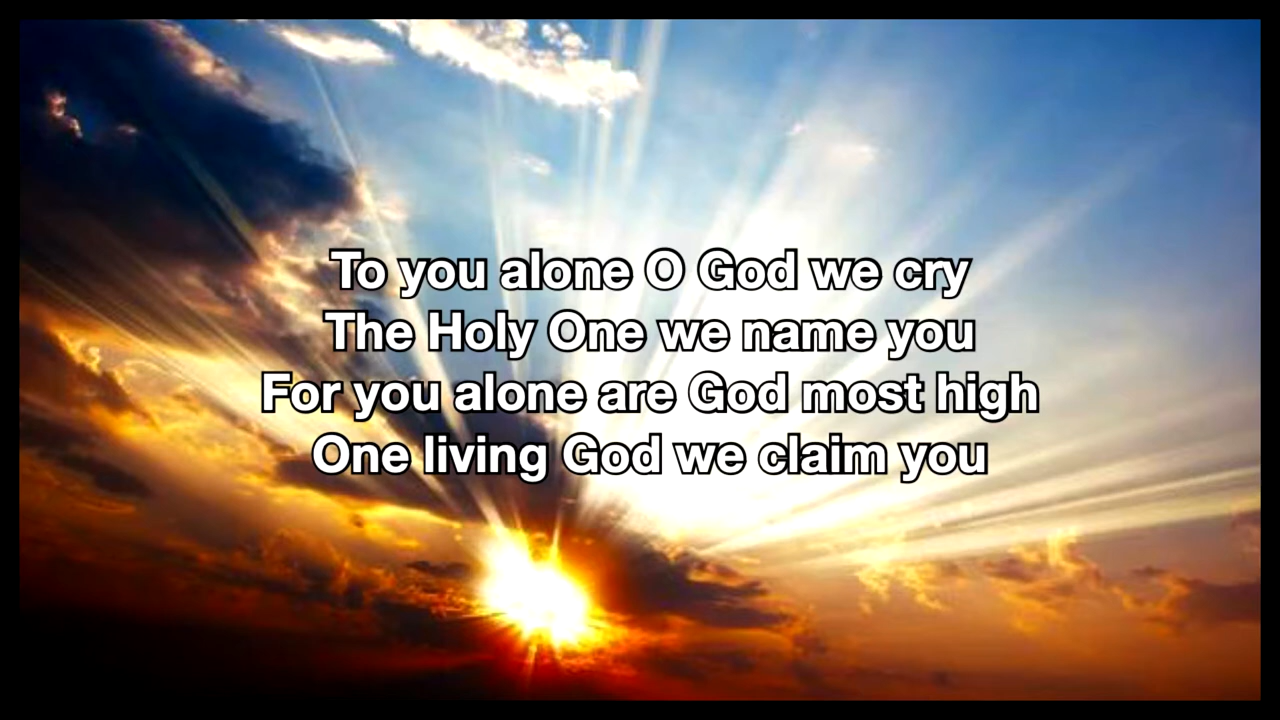 To you alone O God we cry
The Holy One we name you
For you alone are God most high
One living God we claim you